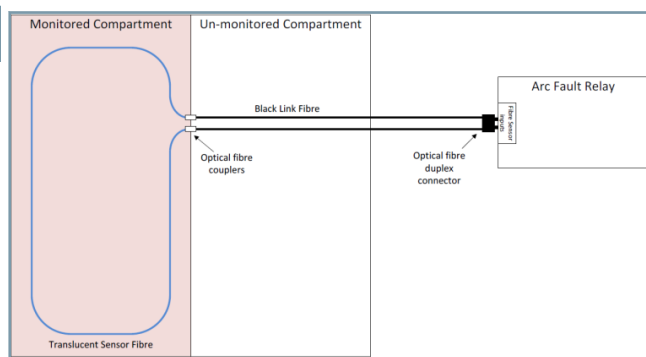 Monitored Compartment
Un-monitored Compartment
Arc Fault Relay
Black Link Fibre
Fibre Sensor
Inputs
Optical fibre
couplers
Optical fibre
duplex
connector
Translucent Sensor Fibre